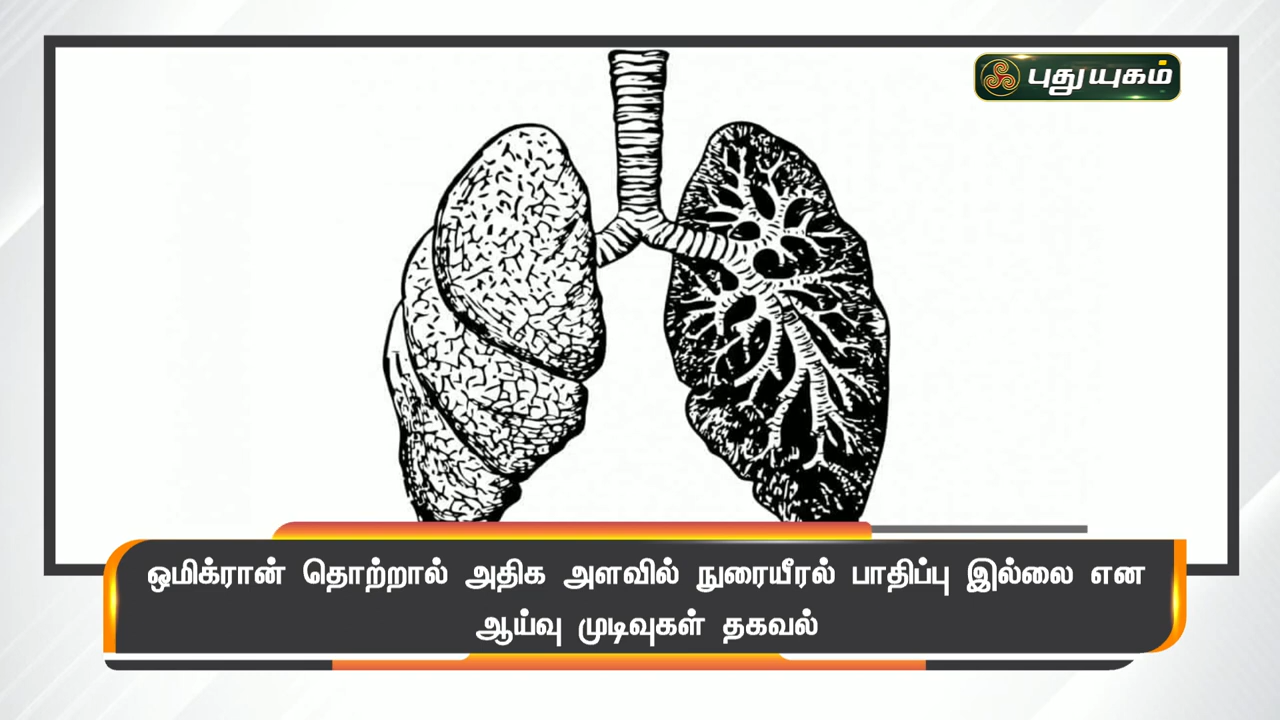 புதுயுகம்
ஒமிக்ரான் தொற்றால் அதிக அளவில் நுரையீரல் பாதிப்பு இல்லை என
ஆய்வு முடிவுகள் தகவல்